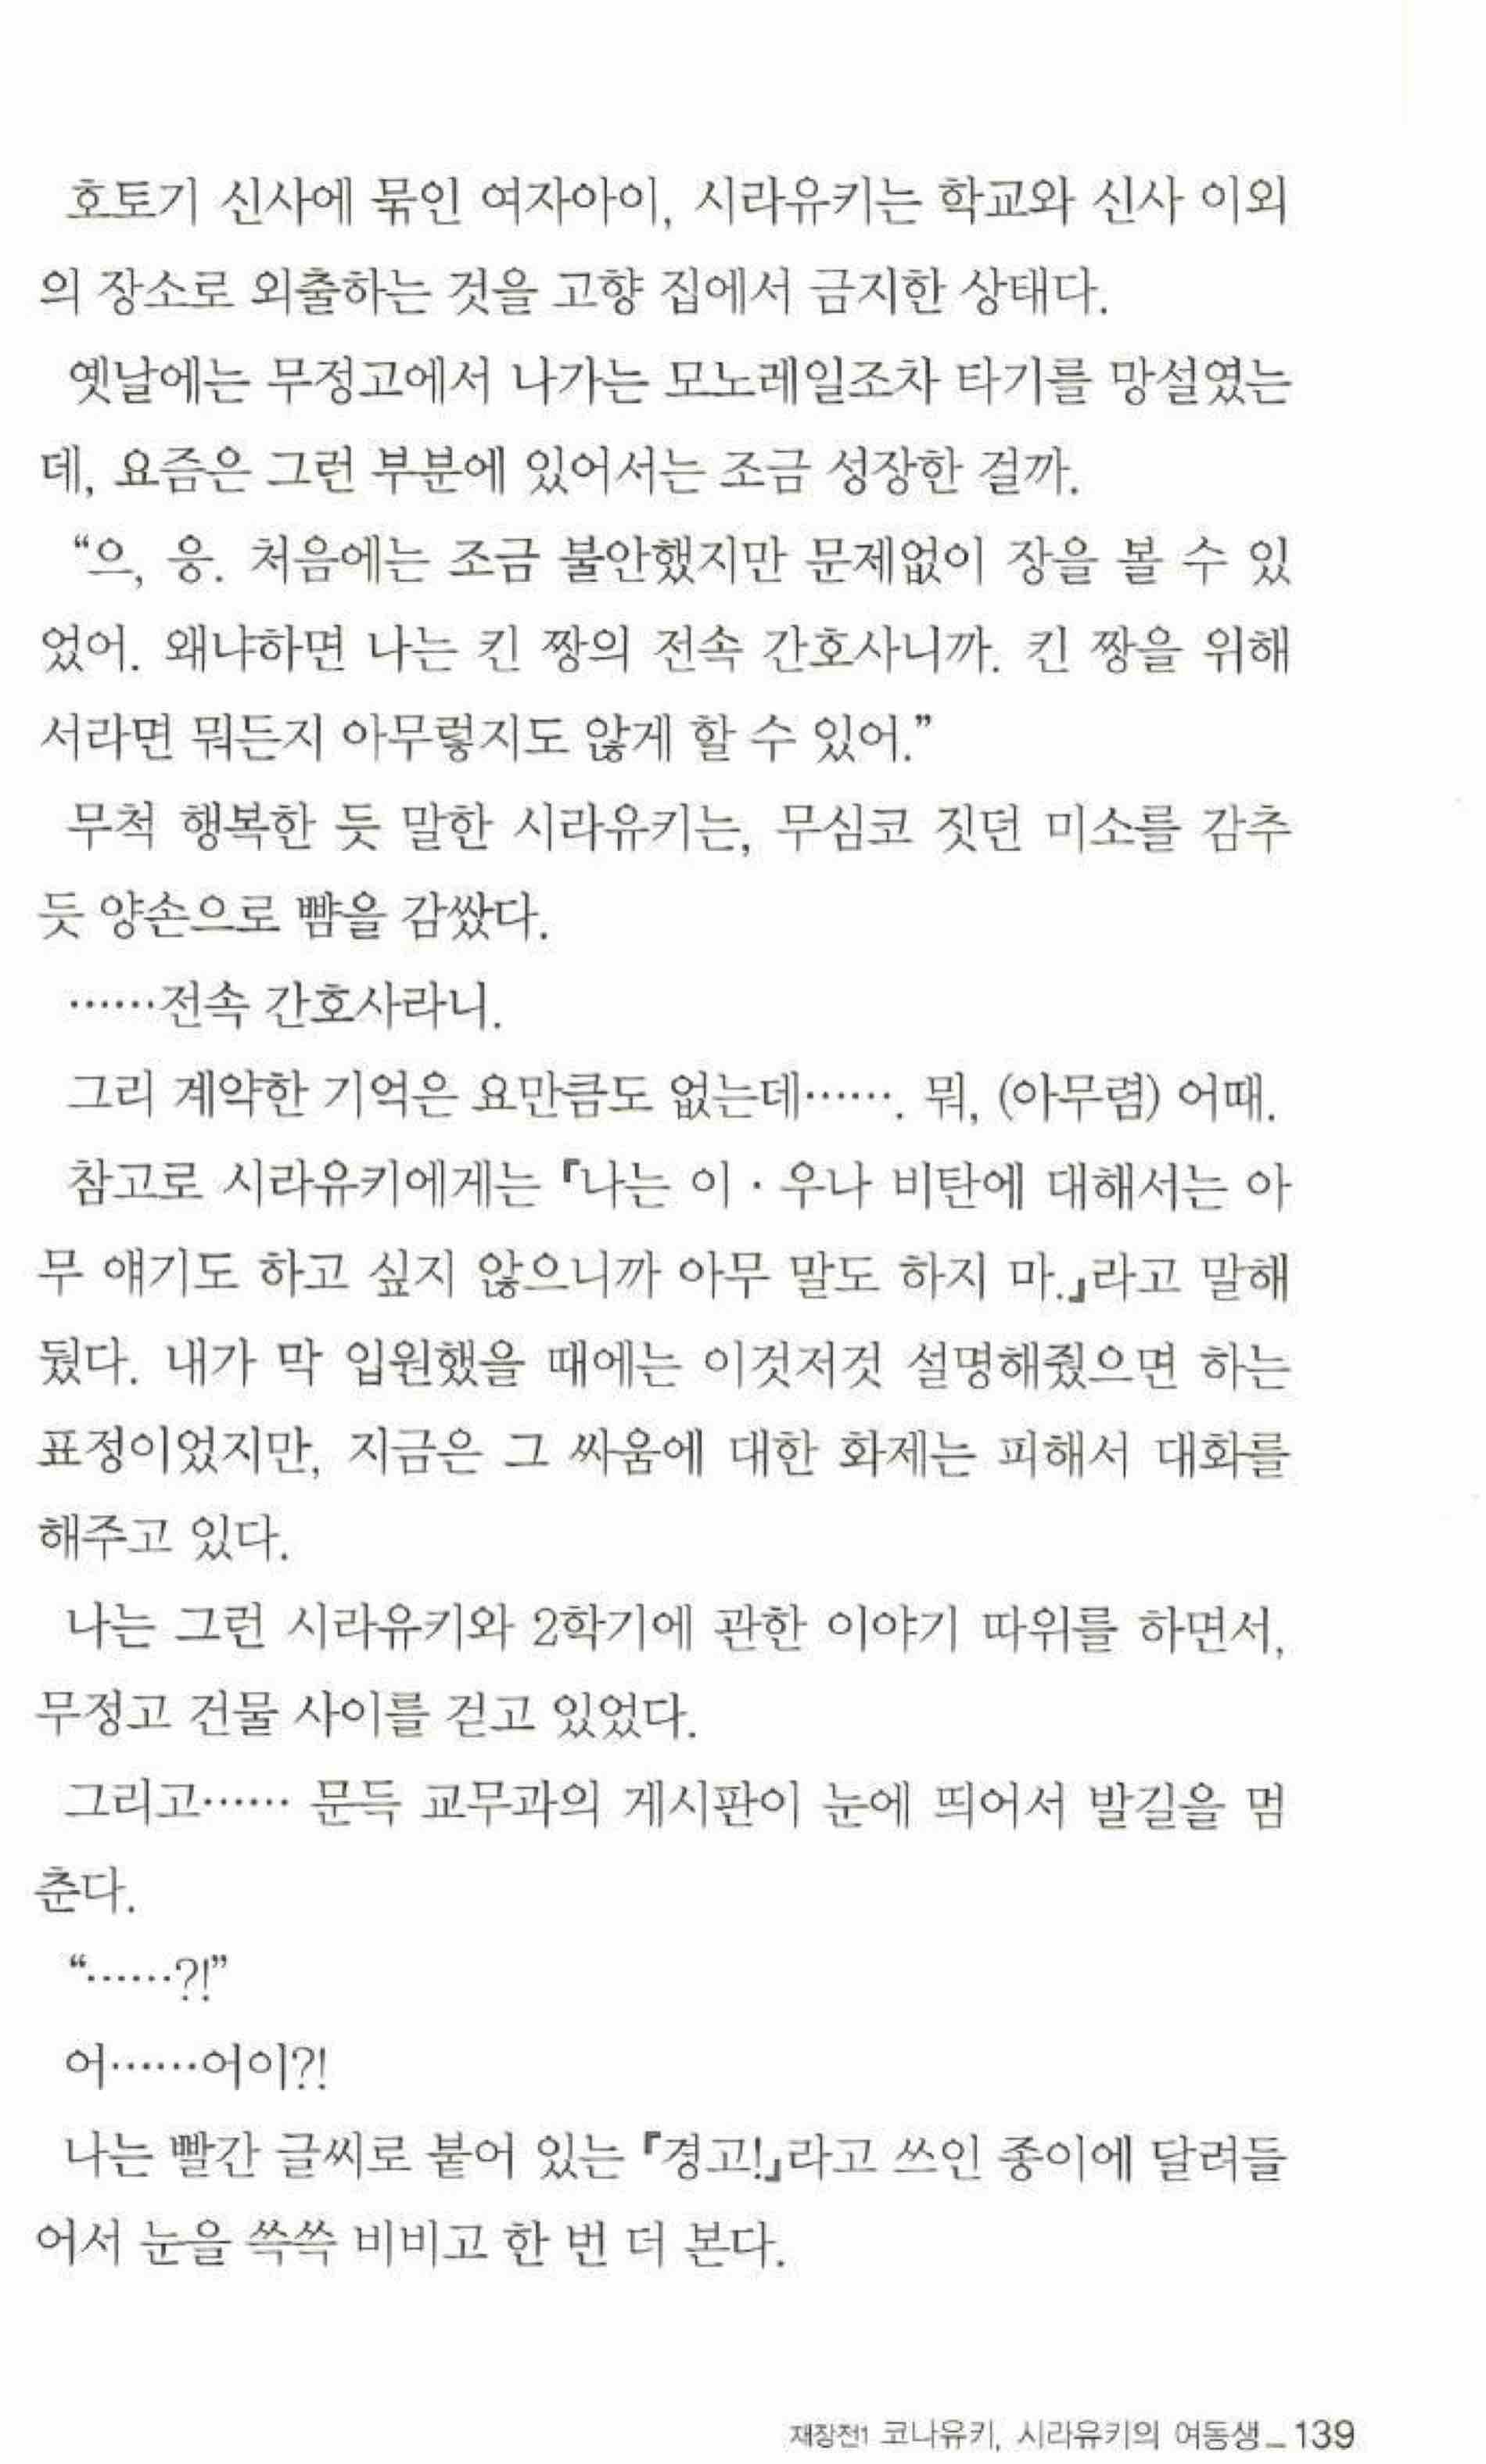 호토기 신사에 묶인 여자아이, 시라유키는 학교와 신사 이외
의 장소로 외출하는 것을 고향 집에서 금지한 상태다.
옛날에는 무정고에서 나가는 모노레일조차 타기를 망설였는
데, 요즘은 그런 부분에 있어서는 조금 성장한 걸까.
“으, 응. 처음에는 조금 불안했지만 문제없이 장을 볼 수 있
었어. 왜냐하면 나는 킨 짱의 전속 간호사니까. 킨 짱을 위해
서라면 뭐든지 아무렇지도 않게 할 수 있어.”
무척 행복한 듯 말한 시라유키는, 무심코 짓던 미소를 감추
듯 양손으로 뺨을 감쌌다.
……전속 간호사라니.
그리 계약한 기억은 요만큼도 없는데……. 뭐, (아무렴) 어때.
참고로 시라유키에게는 『나는 이·우나 비탄에 대해서는 아
무 얘기도 하고 싶지 않으니까 아무 말도 하지 마.』라고 말해
뒀다. 내가 막 입원했을 때에는 이것저것 설명해줬으면 하는
표정이었지만, 지금은 그 싸움에 대한 화제는 피해서 대화를
해주고 있다.
나는 그런 시라유키와 2학기에 관한 이야기 따위를 하면서,
무정고 건물 사이를 걷고 있었다.
그리고…… 문득 교무과의 게시판이 눈에 띄어서 발길을 멈
춘다.
“……?!”
어……어이?!
나는 빨간 글씨로 붙어 있는 『경고!』라고 쓰인 종이에 달려들
어서 눈을 쓱쓱 비비고 한 번 더 본다.
재장전1 코나유키, 시라유키의 여동생_139